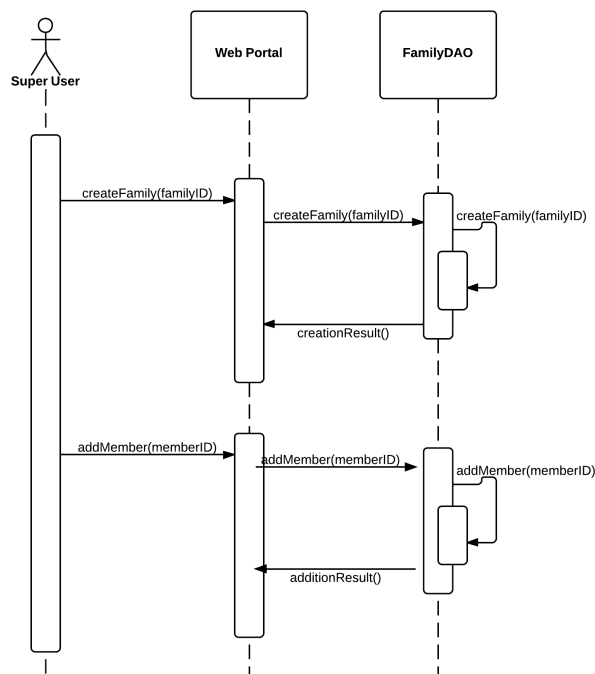 Super User
Web Portal
FamilyDAO
createFamily(familyID)
createFamily(familyID)
createFamily(familyID)
creationResult()
addMember(memberID)
addMember(memberID)
addMember(memberID)
additionResult()